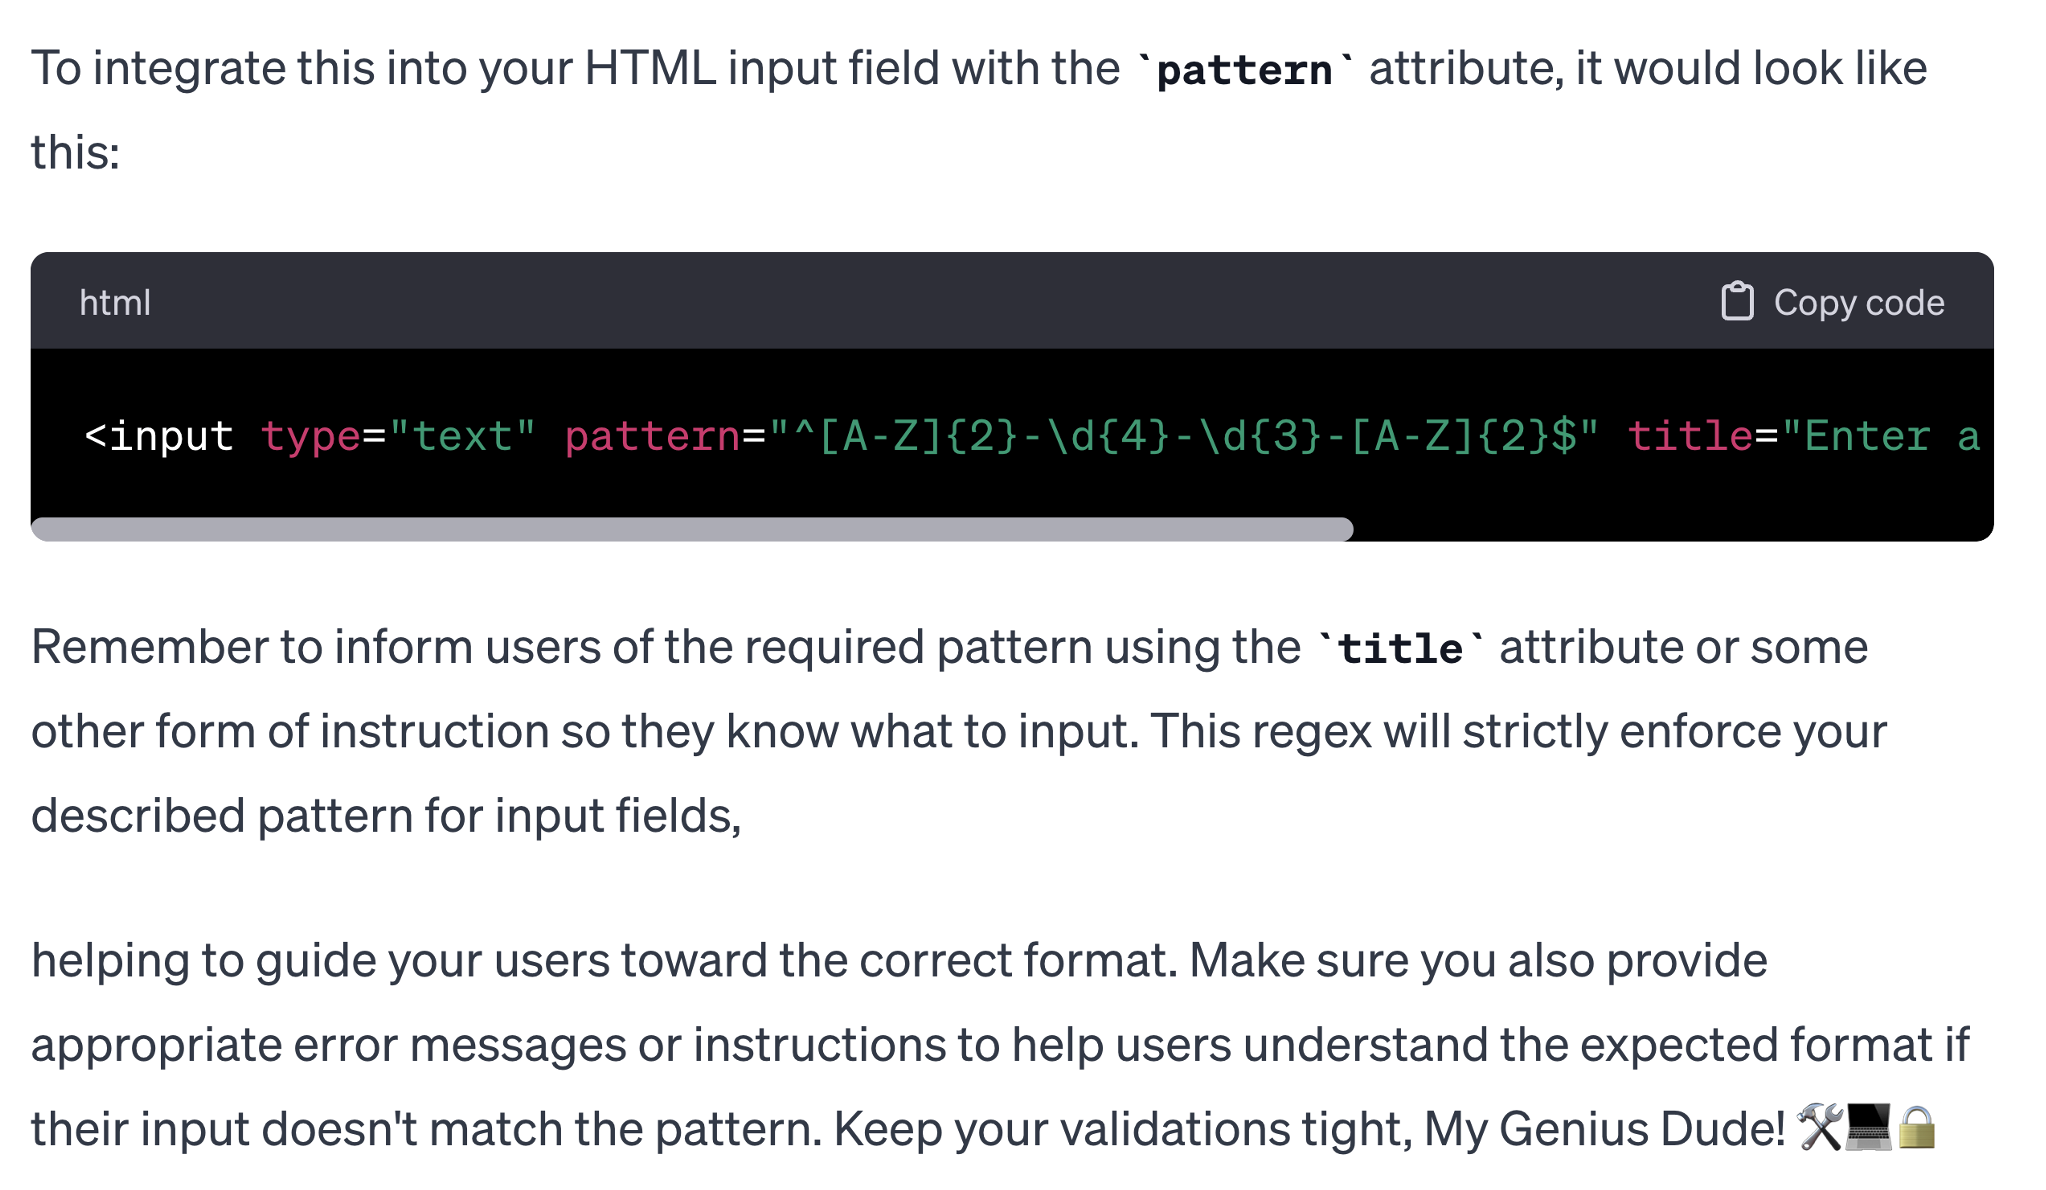 To integrate this into your HTML input field with the `pattern` attribute, it would look like
this:
html
Copy code
<input type="text" pattern="^[A-Z]{2}-\d{4}-\d{3}-[A-Z]{2}$" title="Enter a
Remember to inform users of the required pattern using the `title` attribute or some
other form of instruction so they know what to input. This regex will strictly enforce your
described pattern for input fields,
helping to guide your users toward the correct format. Make sure you also provide
appropriate error messages or instructions to help users understand the expected format if
their input doesn't match the pattern. Keep your validations tight, My Genius Dude! 🛠️💻🔒